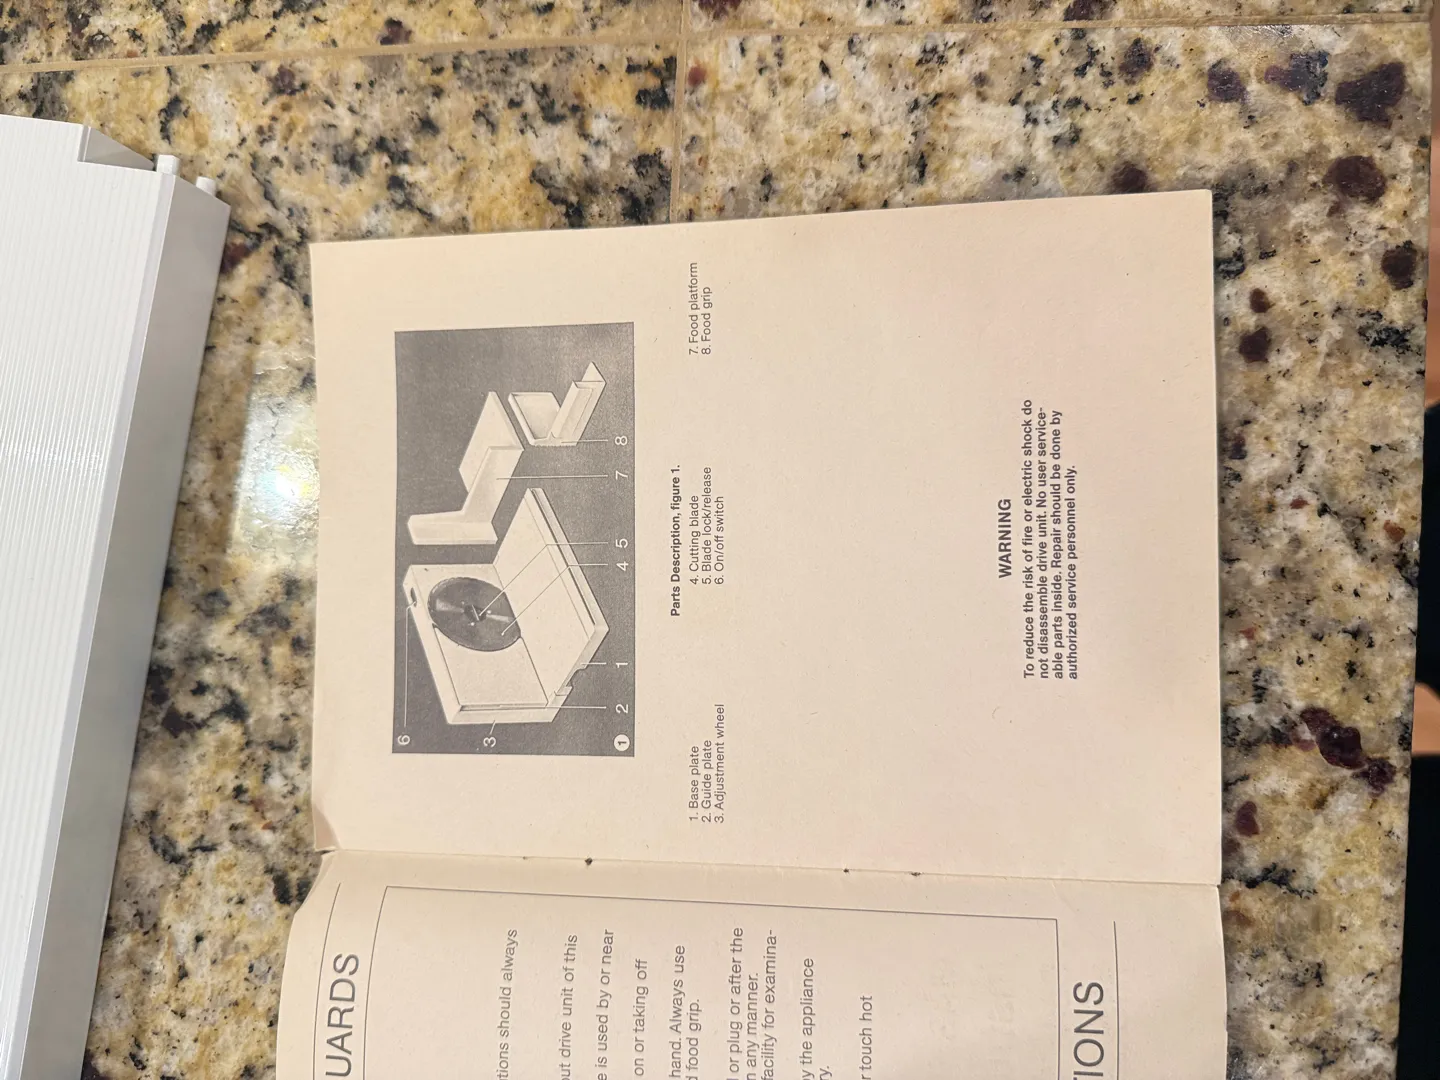 UARDS
tions should always
ut drive unit of this
e is used by or near
on or taking off
hand. Always use
d food grip.
l or plug or after the
n any manner.
facility for examina-
y the appliance
ry.
r touch hot
IONS
6
3
1 2 1 4 5 7 8
Parts Description, figure 1.
1. Base plate
2. Guide plate
3. Adjustment wheel
4. Cutting blade
5. Blade lock/release
6. On/off switch
7. Food platform
8. Food grip
WARNING
To reduce the risk of fire or electric shock do
not disassemble drive unit. No user service-
able parts inside. Repair should be done by
authorized service personnel only.